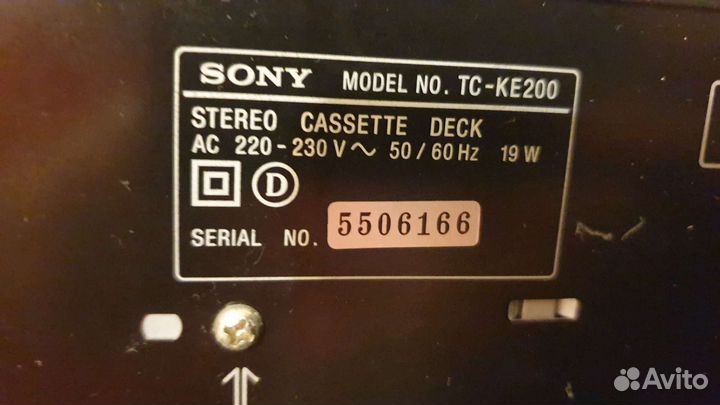 SONY MODEL NO. TC-KE200
STEREO CASSETTE DECK
AC 220-230 V~ 50/60 Hz 19 W
D
SERIAL NO. 5506166
Avito